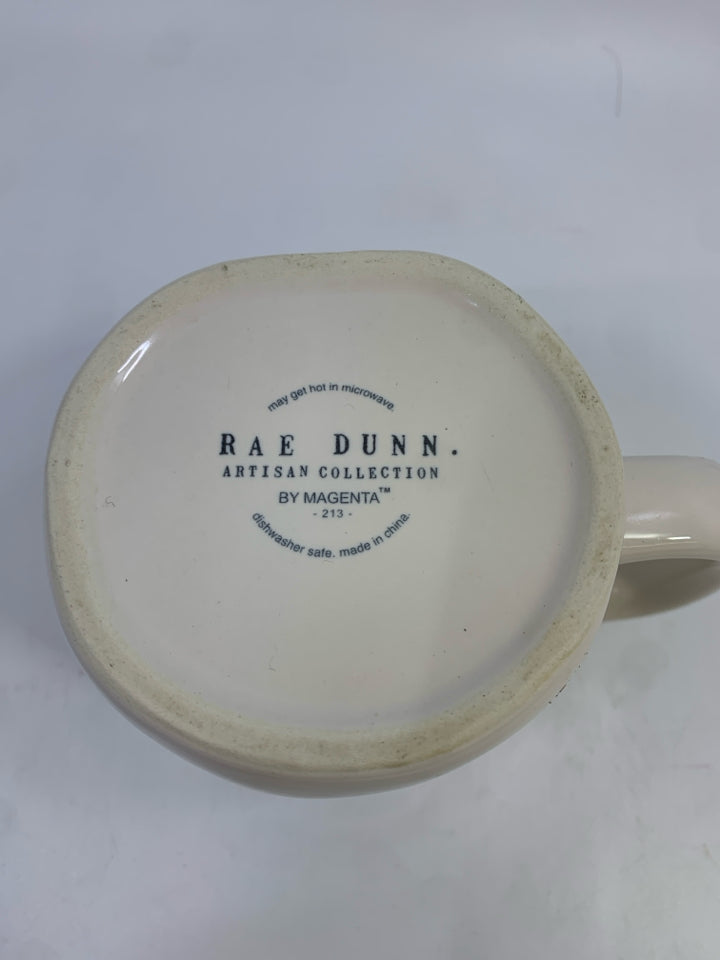 may get hot in microwave.
RAE DUNN.
ARTISAN COLLECTION
BY MAGENTA™
- 213 -
dishwasher safe. made in china.